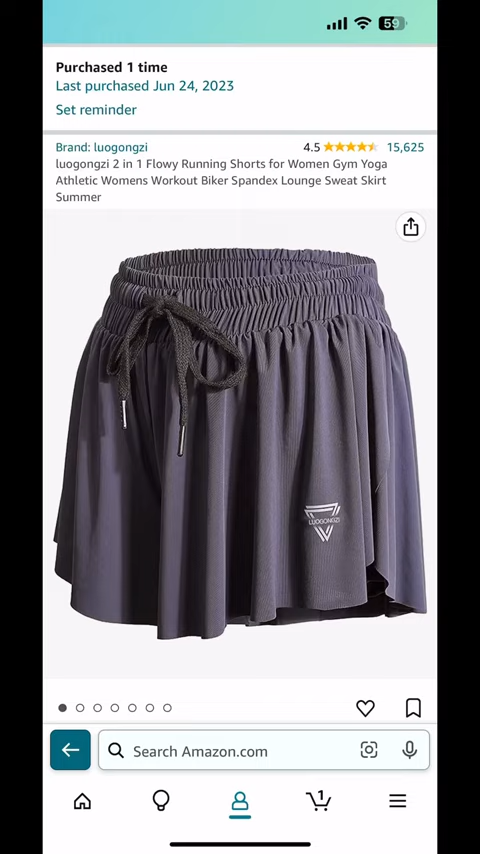 59
Purchased 1 time
Last purchased Jun 24, 2023
Set reminder
Brand: luogongzi
4.5 15,625
luogongzi 2 in 1 Flowy Running Shorts for Women Gym Yoga
Athletic Womens Workout Biker Spandex Lounge Sweat Skirt
Summer
LUOGONGZI
Search Amazon.com
1